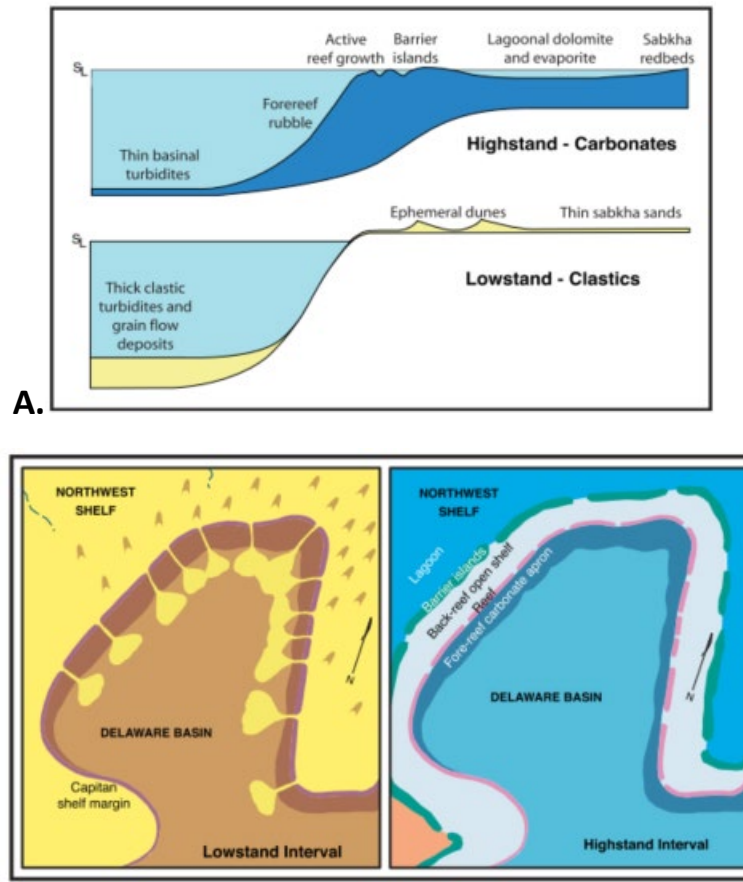 Active
reef growth
Barrier
islands
Lagoonal dolomite
and evaporite
Sabkha
redbeds
SL
Forereef
rubble
Thin basinal
turbidites
Highstand - Carbonates
Ephemeral dunes
Thin sabkha sands
SL
Lowstand - Clastics
Thick clastic
turbidites and
grain flow
deposits
A.
NORTHWEST
SHELF
N
DELAWARE BASIN
Capitan
shelf margin
Lowstand Interval
NORTHWEST
SHELF
Lagoon
Barrier islands
Back-reef open shelf
Reef
Fore-reef carbonate apron
N
DELAWARE BASIN
Highstand Interval